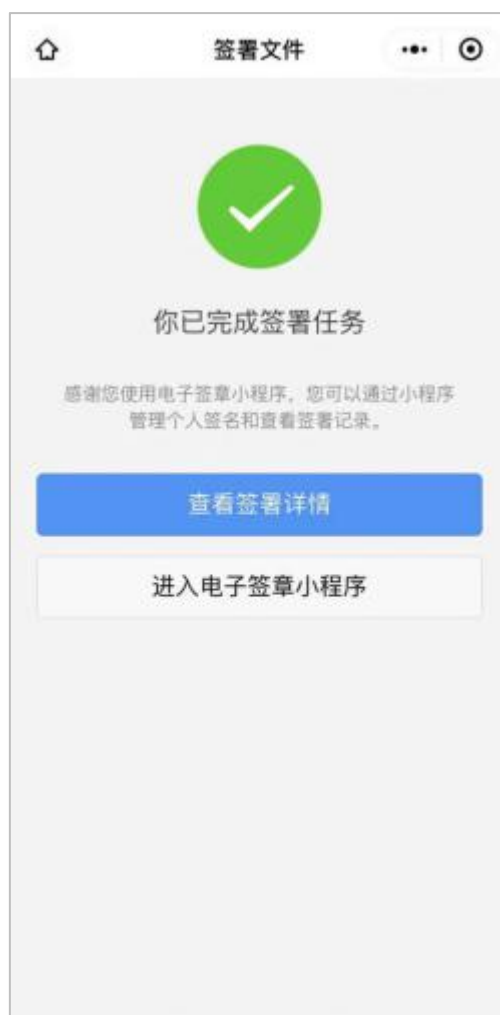 签署文件
你已完成签署任务
感谢您使用电子签章小程序，您可以通过小程序
管理个人签名和查看签署记录。
查看签署详情
进入电子签章小程序